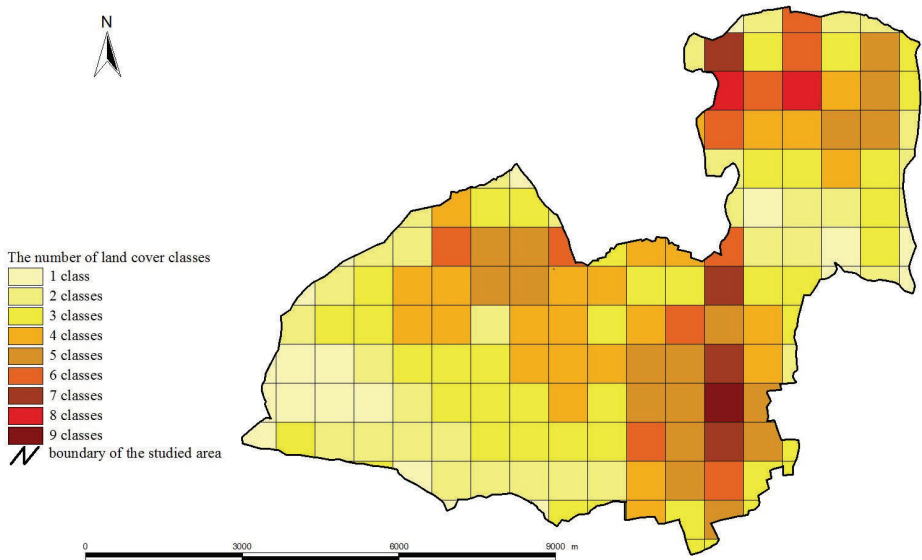 N
The number of land cover classes
1 class
2 classes
3 classes
4 classes
5 classes
6 classes
7 classes
8 classes
9 classes
boundary of the studied area
0 3000 6000 9000 m